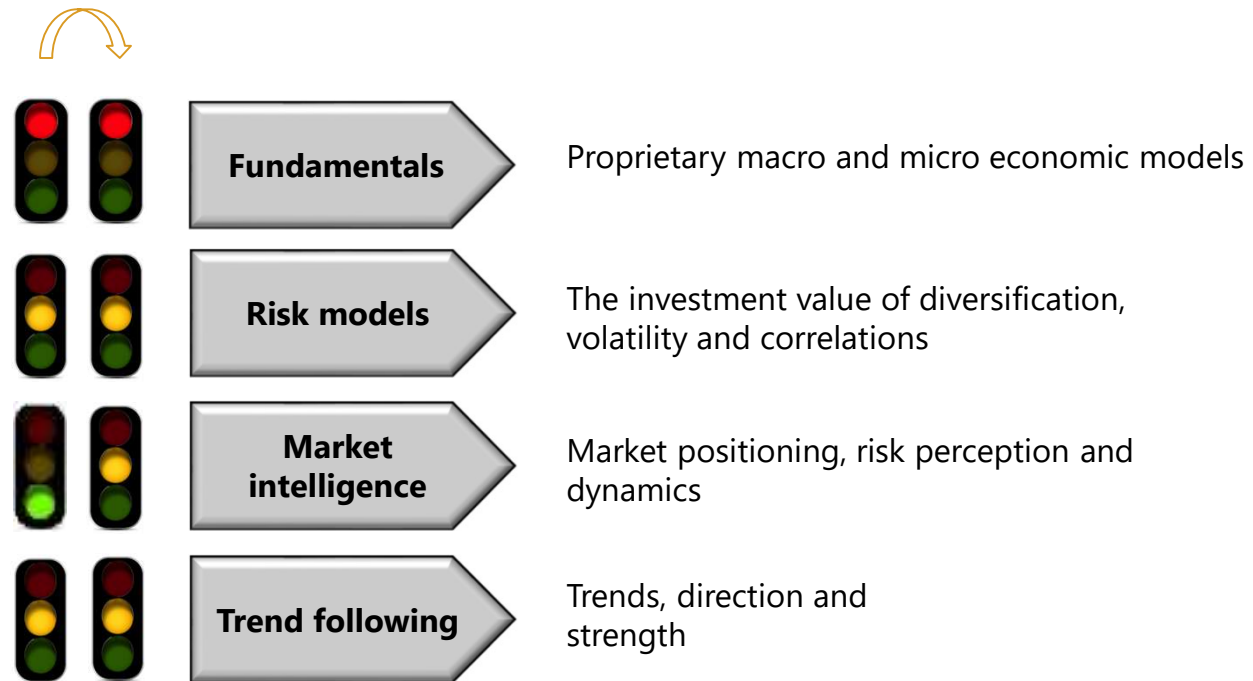 Fundamentals
Proprietary macro and micro economic models
Risk models
The investment value of diversification,
volatility and correlations
Market
intelligence
Market positioning, risk perception and
dynamics
Trend following
Trends, direction and
strength